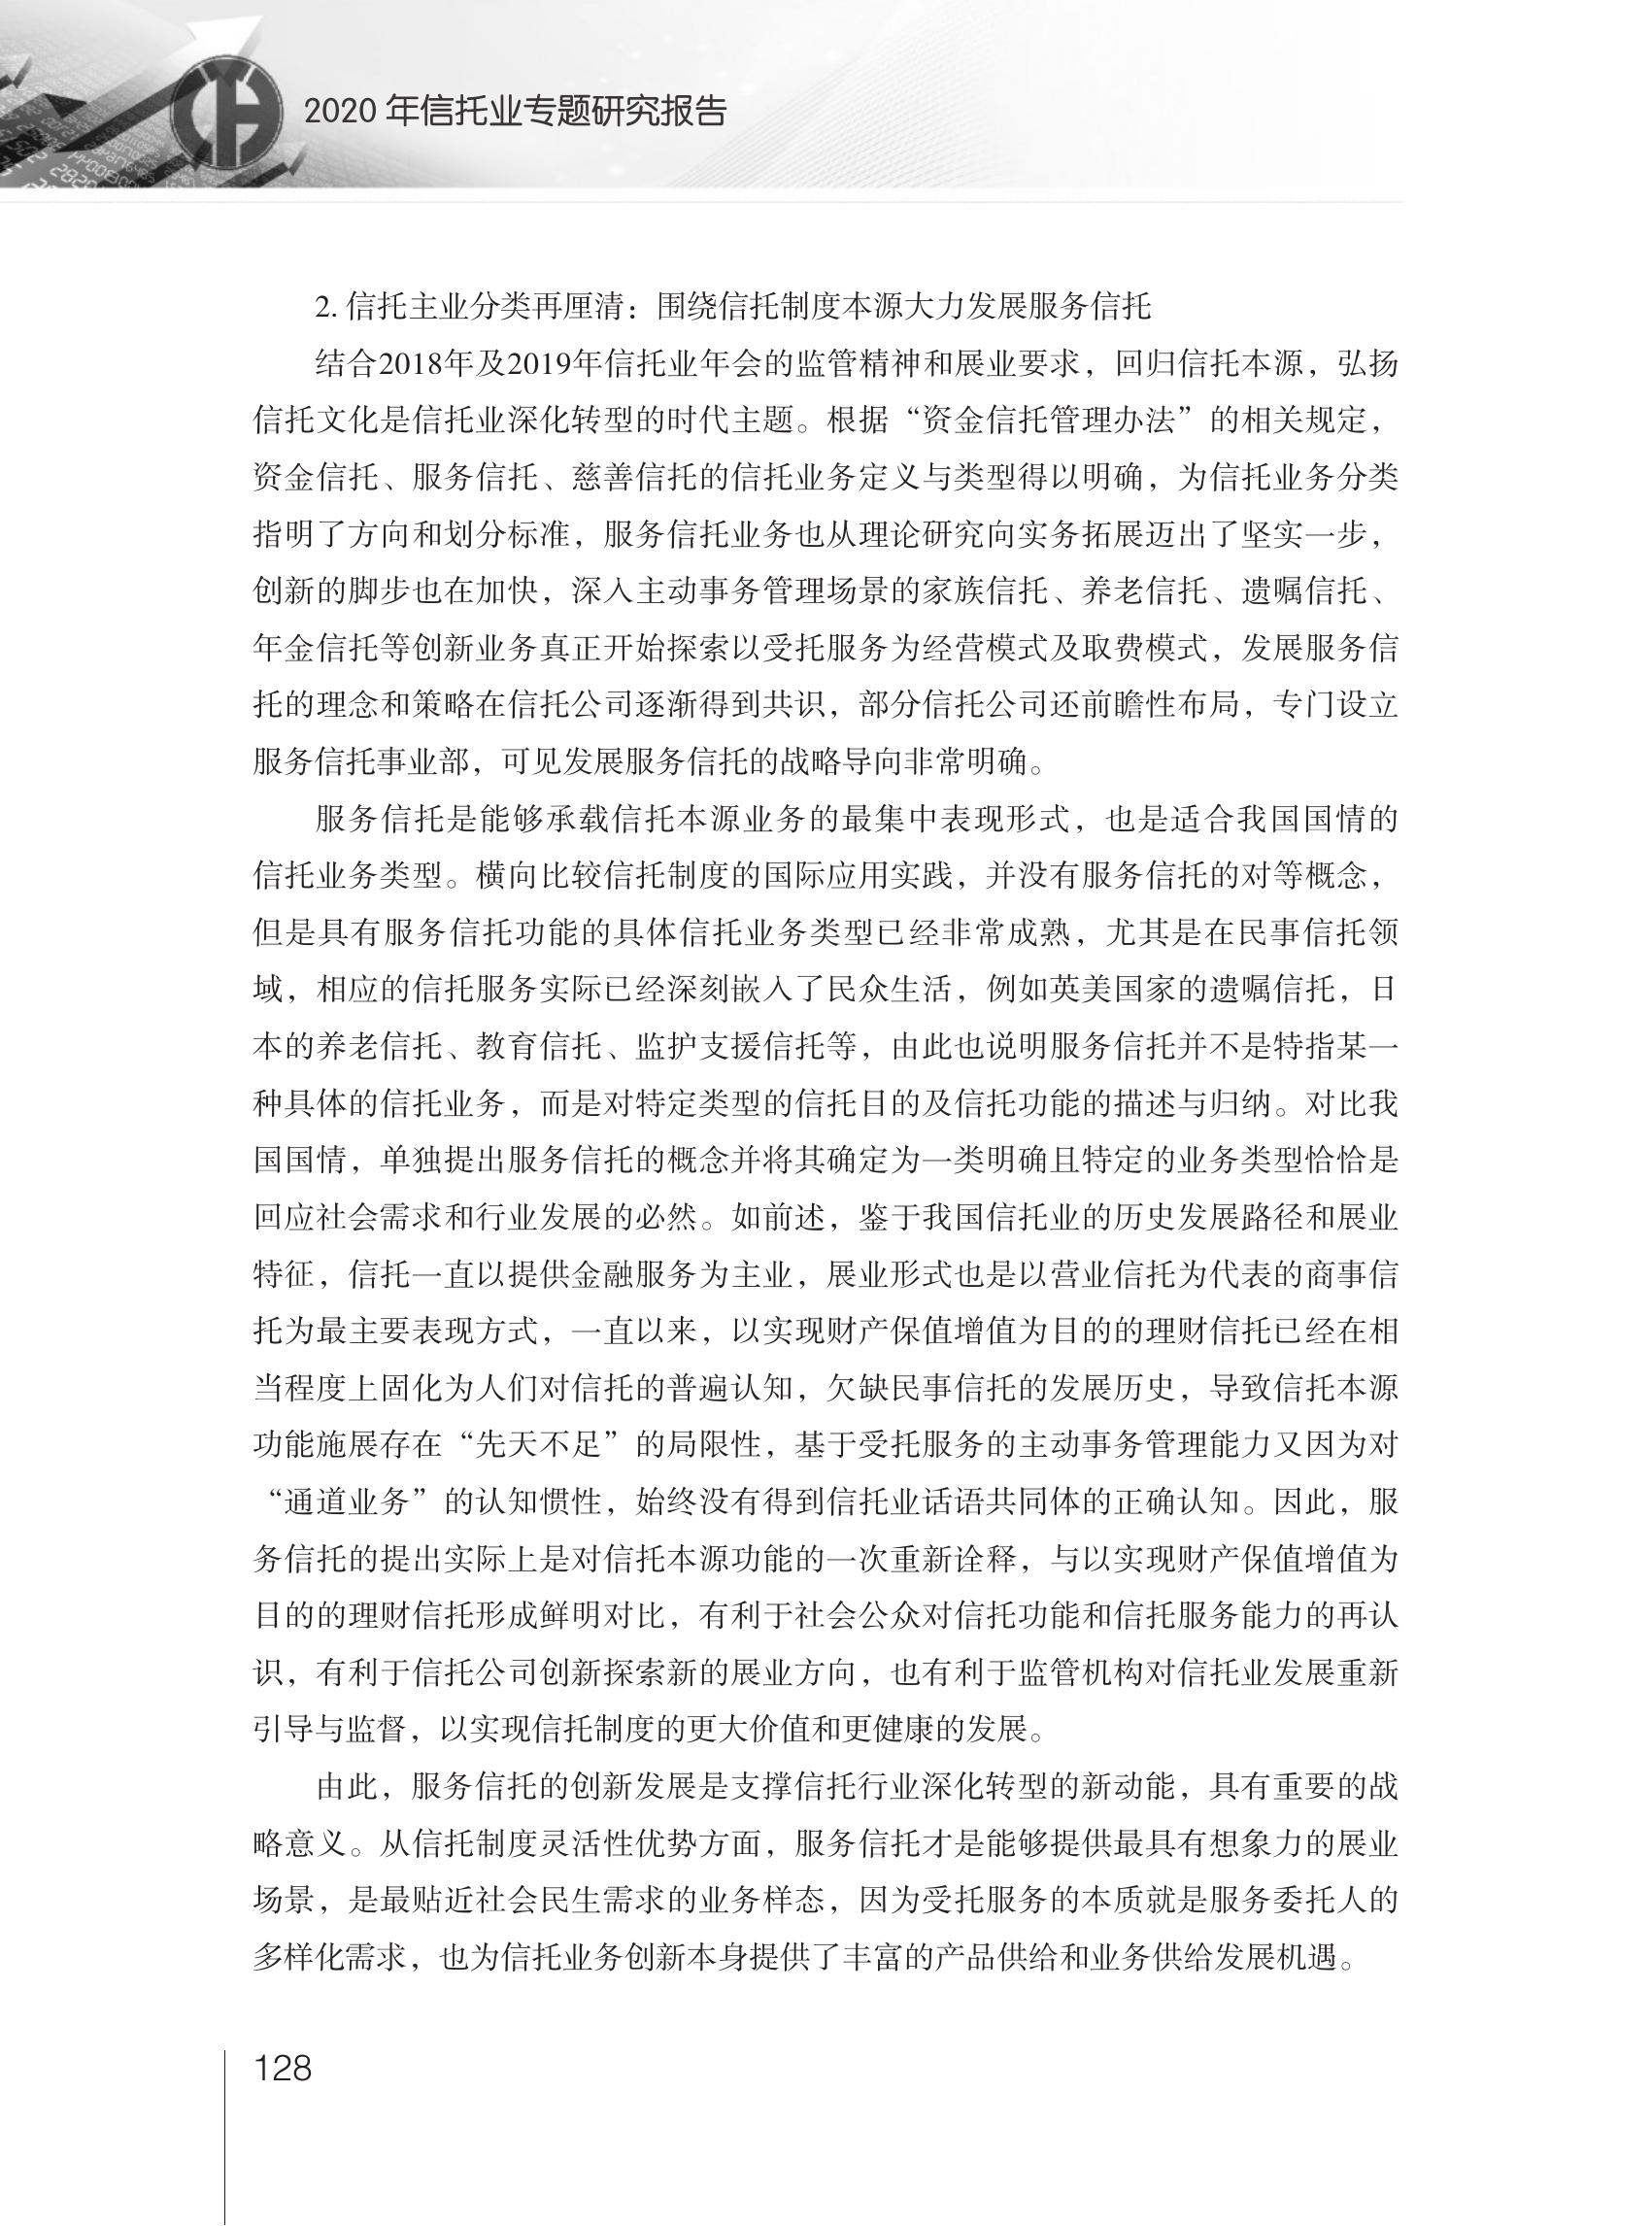 2020 年信托业专题研究报告
2. 信托主业分类再厘清：围绕信托制度本源大力发展服务信托
结合2018年及2019年信托业年会的监管精神和展业要求，回归信托本源，弘扬
信托文化是信托业深化转型的时代主题。根据“资金信托管理办法”的相关规定，
资金信托、服务信托、慈善信托的信托业务定义与类型得以明确，为信托业务分类
指明了方向和划分标准，服务信托业务也从理论研究向实务拓展迈出了坚实一步，
创新的脚步也在加快，深入主动事务管理场景的家族信托、养老信托、遗嘱信托、
年金信托等创新业务真正开始探索以受托服务为经营模式及取费模式，发展服务信
托的理念和策略在信托公司逐渐得到共识，部分信托公司还前瞻性布局，专门设立
服务信托事业部，可见发展服务信托的战略导向非常明确。
服务信托是能够承载信托本源业务的最集中表现形式，也是适合我国国情的
信托业务类型。横向比较信托制度的国际应用实践，并没有服务信托的对等概念，
但是具有服务信托功能的具体信托业务类型已经非常成熟，尤其是在民事信托领
域，相应的信托服务实际已经深刻嵌入了民众生活，例如英美国家的遗嘱信托，日
本的养老信托、教育信托、监护支援信托等，由此也说明服务信托并不是特指某一
种具体的信托业务，而是对特定类型的信托目的及信托功能的描述与归纳。对比我
国国情，单独提出服务信托的概念并将其确定为一类明确且特定的业务类型恰恰是
回应社会需求和行业发展的必然。如前述，鉴于我国信托业的历史发展路径和展业
特征，信托一直以提供金融服务为主业，展业形式也是以营业信托为代表的商事信
托为最主要表现方式，一直以来，以实现财产保值增值为目的的理财信托已经在相
当程度上固化为人们对信托的普遍认知，欠缺民事信托的发展历史，导致信托本源
功能施展存在“先天不足”的局限性，基于受托服务的主动事务管理能力又因为对
“通道业务”的认知惯性，始终没有得到信托业话语共同体的正确认知。因此，服
务信托的提出实际上是对信托本源功能的一次重新诠释，与以实现财产保值增值为
目的的理财信托形成鲜明对比，有利于社会公众对信托功能和信托服务能力的再认
识，有利于信托公司创新探索新的展业方向，也有利于监管机构对信托业发展重新
引导与监督，以实现信托制度的更大价值和更健康的发展。
由此，服务信托的创新发展是支撑信托行业深化转型的新动能，具有重要的战
略意义。从信托制度灵活性优势方面，服务信托才是能够提供最具有想象力的展业
场景，是最贴近社会民生需求的业务样态，因为受托服务的本质就是服务委托人的
多样化需求，也为信托业务创新本身提供了丰富的产品供给和业务供给发展机遇。
128